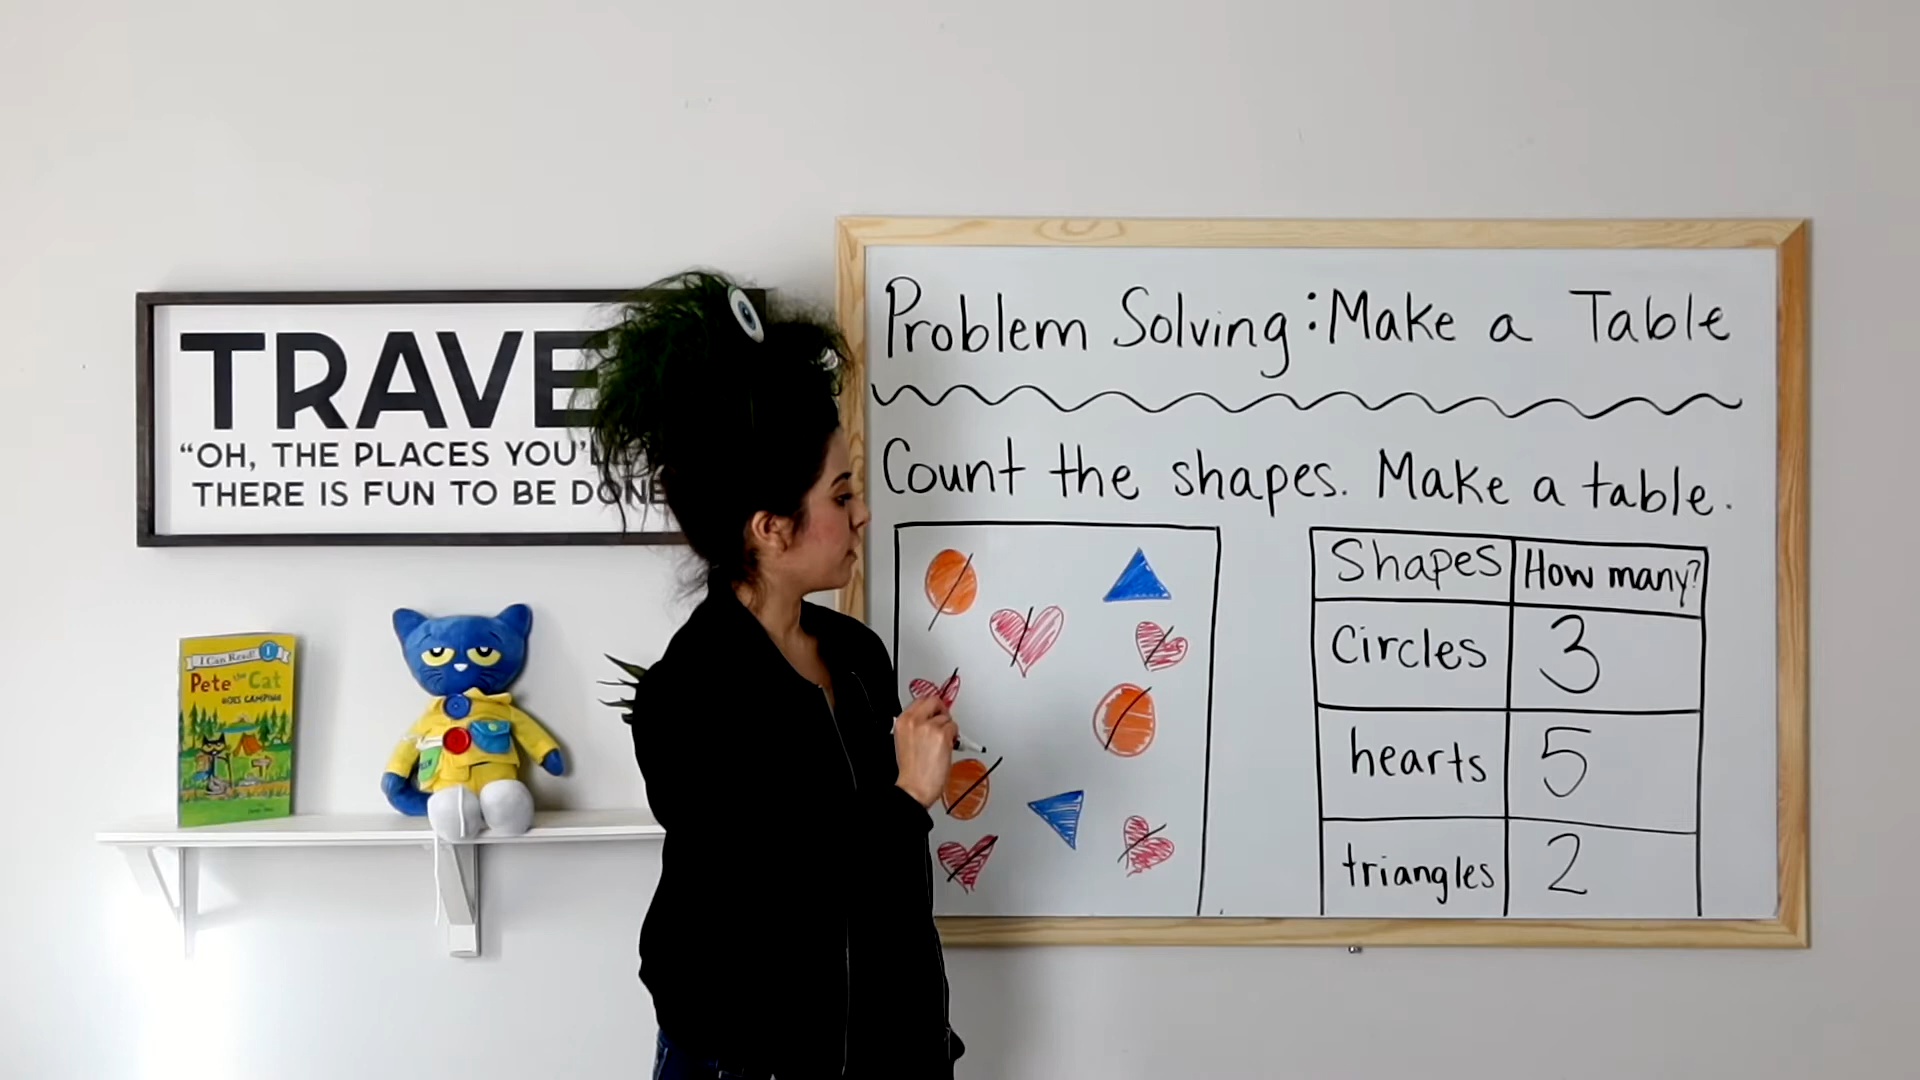 TRAVE
“OH, THE PLACES YOU'L
THERE IS FUN TO BE DONE
I Can Read! 1
Pete the Cat
GOES CAMPING
Problem Solving: Make a Table
Count the shapes. Make a table.
Shapes How many?
Circles 3
hearts 5
triangles 2